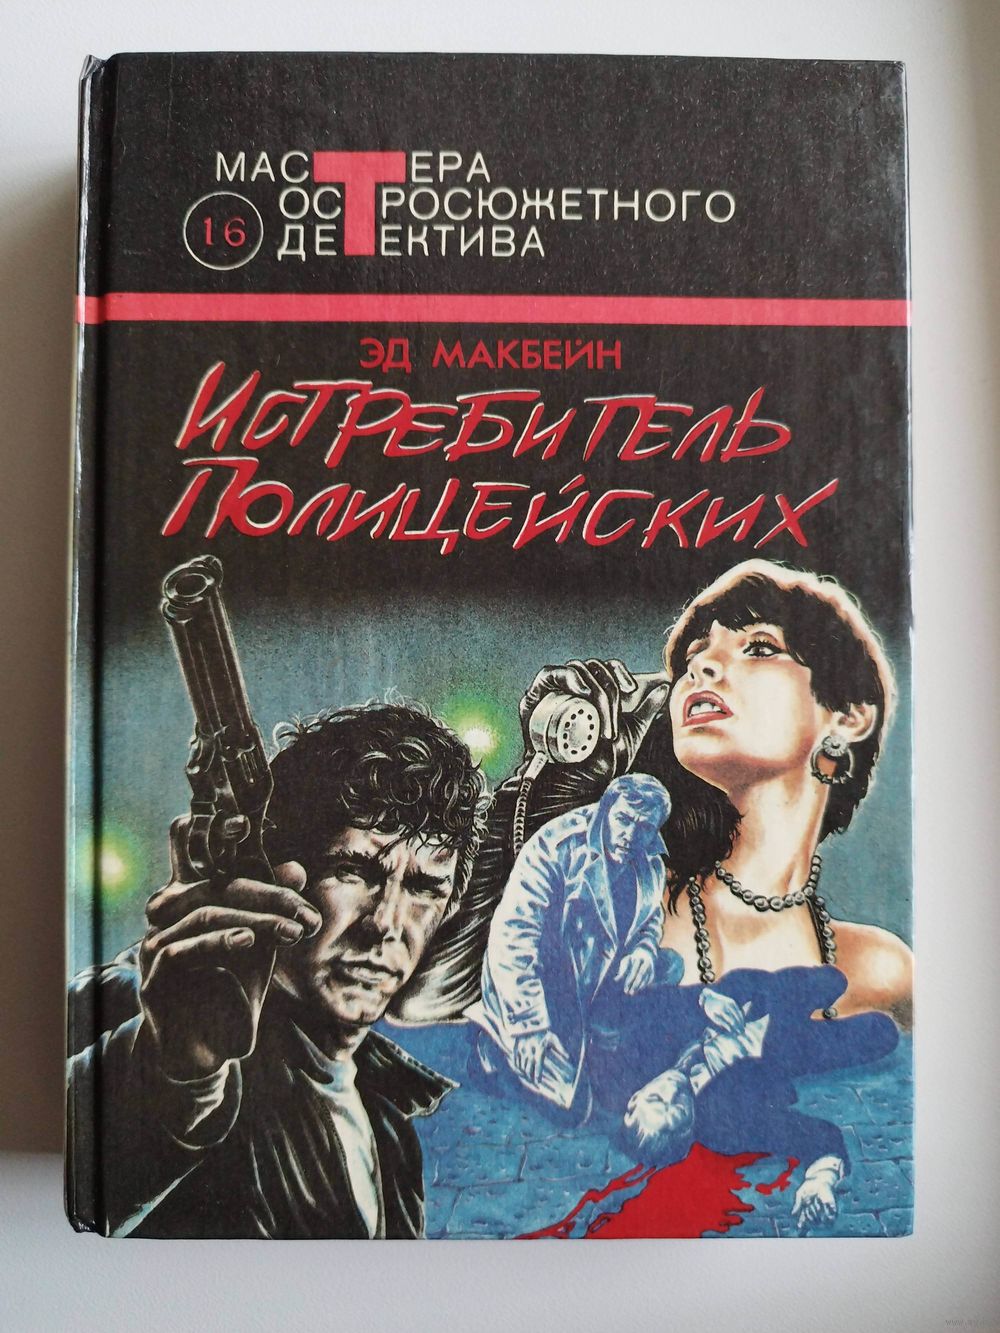 МАСТЕРА
ОСТРОСЮЖЕТНОГО
16 ДЕТЕКТИВА
ЭД МАКБЕЙН
ИСТРЕБИТЕЛЬ
ПОЛИЦЕЙСКИХ